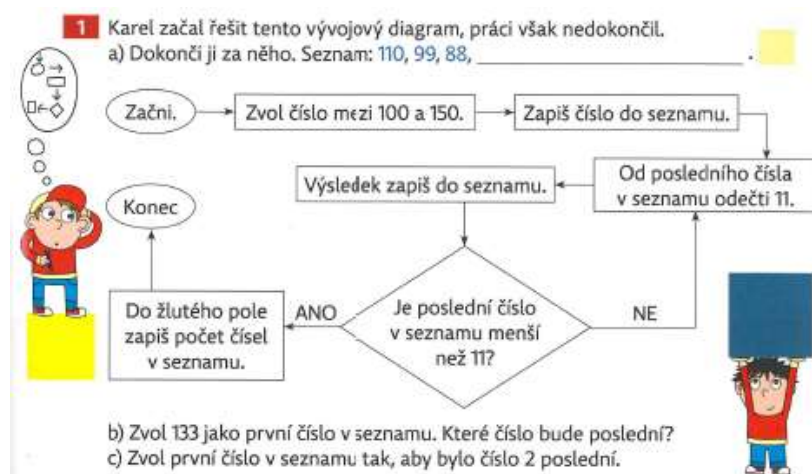 1 Karel začal řešit tento vývojový diagram, práci však nedokončil.
a) Dokonči ji za něho. Seznam: 110, 99, 88, ____________________ .
Začni.
Zvol číslo mezi 100 a 150.
Zapiš číslo do seznamu.
Od posledního čísla
v seznamu odečti 11.
Výsledek zapiš do seznamu.
Konec
Je poslední číslo
v seznamu menší
než 11?
ANO
NE
Do žlutého pole
zapiš počet čísel
v seznamu.
b) Zvol 133 jako první číslo v seznamu. Které číslo bude poslední?
c) Zvol první číslo v seznamu tak, aby bylo číslo 2 poslední.